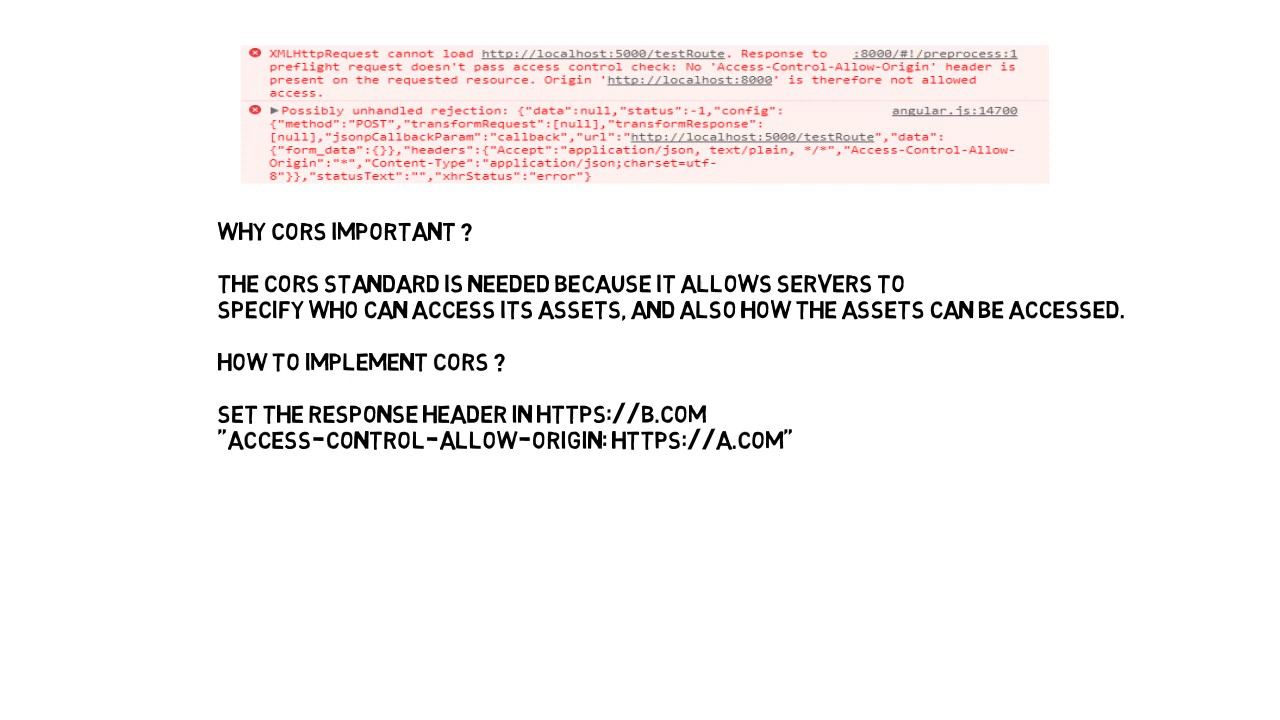 XMLHttpRequest cannot load http://localhost:5000/testRoute. Response to :8000/#!/preprocess:1
preflight request doesn't pass access control check: No 'Access-Control-Allow-Origin' header is
present on the requested resource. Origin 'http://localhost:8000' is therefore not allowed
access.
▶Possibly unhandled rejection: {"data":null,"status":-1,"config": angular.js:14700
{"method":"POST","transformRequest":[null],"transformResponse":
[null],"jsonpCallbackParam":"callback","url":"http://localhost:5000/testRoute","data":
{"form_data":{}},"headers":{"Accept":"application/json, text/plain, */*","Access-Control-Allow-
Origin":"*","Content-Type":"application/json;charset=utf-
8"}},"statusText":"","xhrStatus":"error"}
WHY CORS IMPORTANT ?
THE CORS STANDARD IS NEEDED BECAUSE IT ALLOWS SERVERS TO
SPECIFY WHO CAN ACCESS ITS ASSETS, AND ALSO HOW THE ASSETS CAN BE ACCESSED.
HOW TO IMPLEMENT CORS ?
SET THE RESPONSE HEADER IN HTTPS://B.COM
"ACCESS-CONTROL-ALLOW-ORIGIN: HTTPS://A.COM"